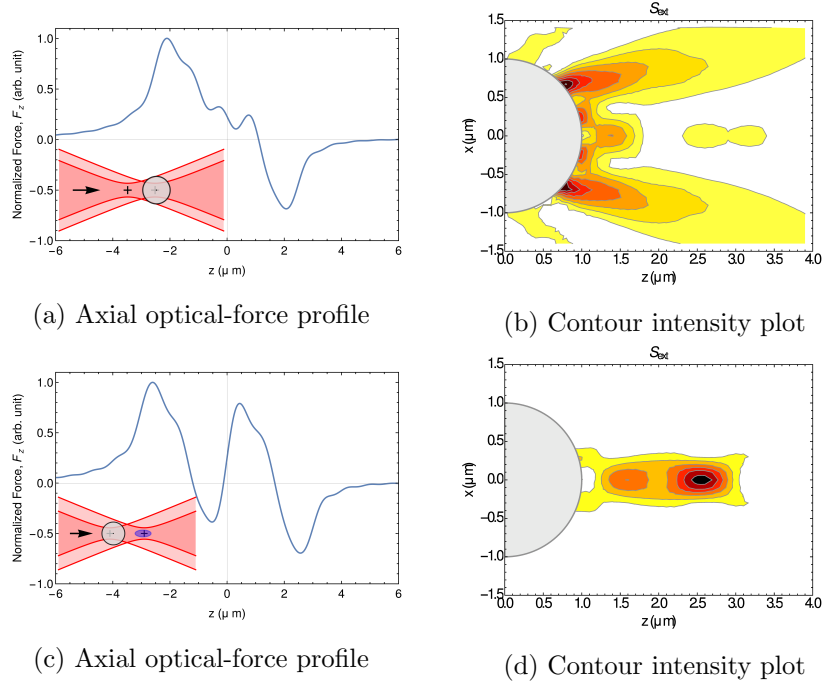 1.0
0.5
0.0
−0.5
−1.0
Normalized Force, F_z (arb. unit)
−6 −4 −2 0 2 4 6
z (μ m)
(a) Axial optical-force profile
S_ext
1.5
1.0
0.5
0.0
−0.5
−1.0
−1.5
x (μm)
0.0 0.5 1.0 1.5 2.0 2.5 3.0 3.5 4.0
z (μm)
(b) Contour intensity plot
1.0
0.5
0.0
−0.5
−1.0
Normalized Force, F_z (arb. unit)
−6 −4 −2 0 2 4 6
z (μ m)
(c) Axial optical-force profile
S_ext
1.5
1.0
0.5
0.0
−0.5
−1.0
−1.5
x (μm)
0.0 0.5 1.0 1.5 2.0 2.5 3.0 3.5 4.0
z (μm)
(d) Contour intensity plot